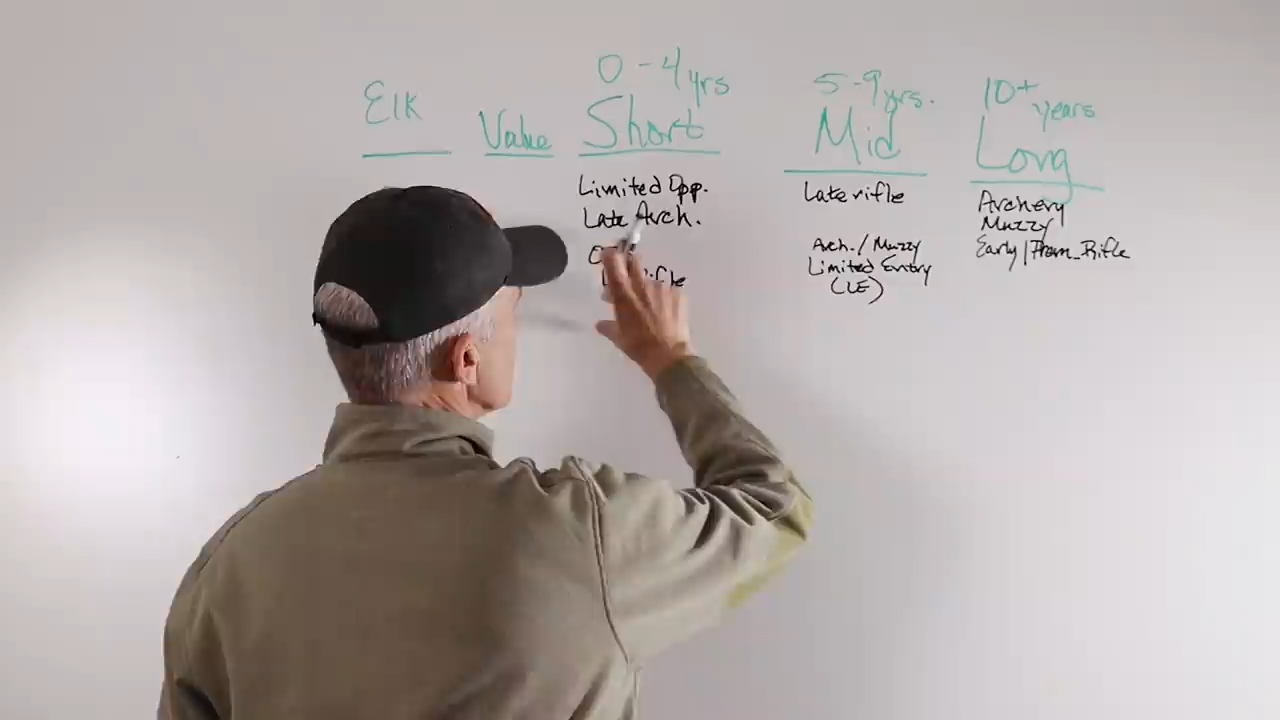 Elk
Value
0-4 yrs
Short
Limited Opp.
Late Arch.
5-9 yrs.
Mid
Late rifle
Arch./Muzzy
Limited Entry
(LE)
10+ years
Long
Archery
Muzzy
Early/Prem. Rifle